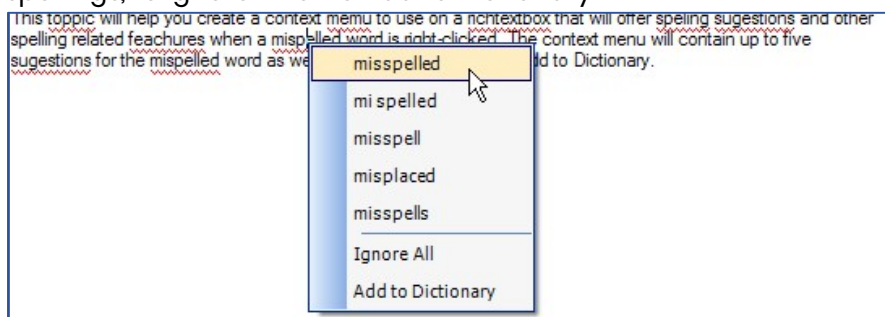 This toppic will help you create a context memu to use on a richtextbox that will offer speling sugestions and other
spelling related feachures when a mispelled word is right-clicked. The context menu will contain up to five
sugestions for the mispelled word as we dd to Dictionary.
misspelled
mi spelled
misspell
misplaced
misspells
Ignore All
Add to Dictionary